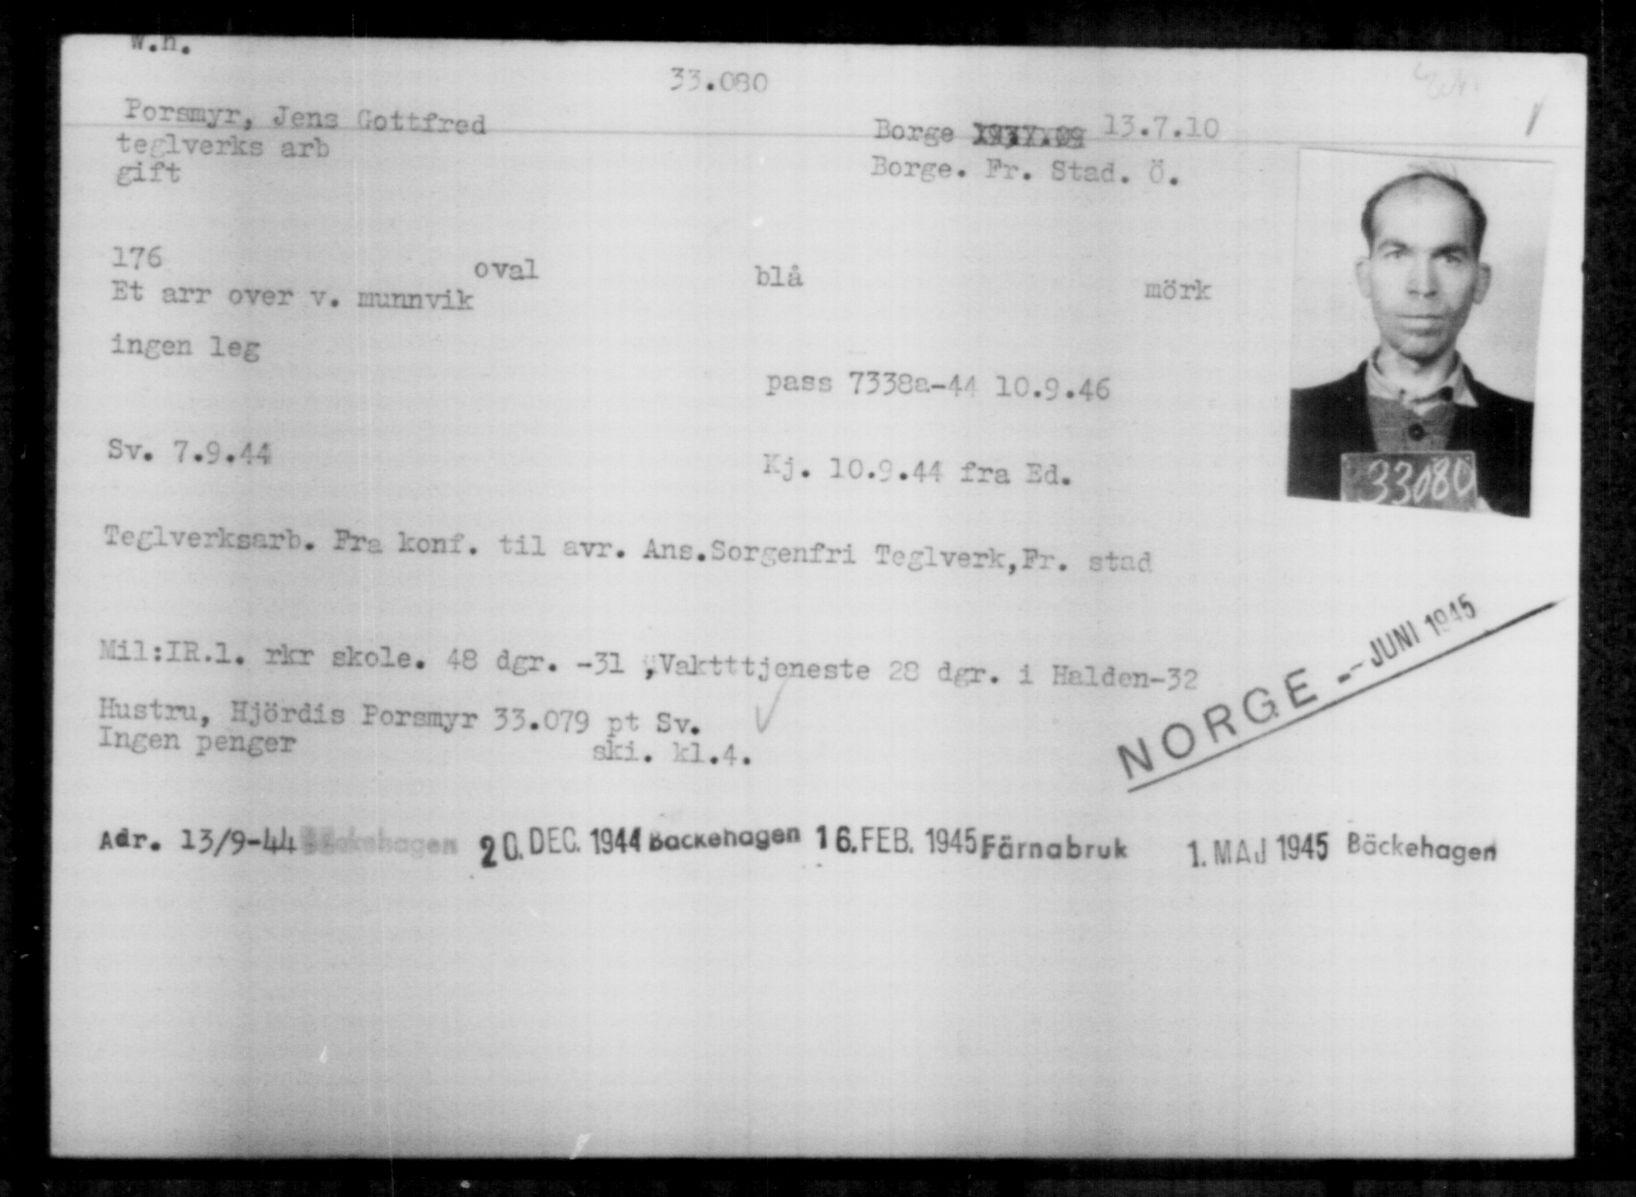 W.h.
33.080
Porsmyr, Jens Gottfred
Borge 13.7.10
teglverks arb
Borge. Fr. Stad. Ö.
gift
176 oval blå mörk
Et arr over v. munnvik
ingen leg
pass 7338a-44 10.9.46
Sv. 7.9.44
Kj. 10.9.44 fra Ed.
33080
Teglverksarb. Fra konf. til avr. Ans.Sorgenfri Teglverk,Fr. stad
Mil:IR.1. rkr skole. 48 dgr. -31 ,Vaktttjeneste 28 dgr. i Halden-32
NORGE -- JUNI 1945
Hustru, Hjördis Porsmyr 33.079 pt Sv.
Ingen penger ski. kl.4.
Adr. 13/9-44 Bäckehagen 20. DEC. 1944 Bäckehagen 16. FEB. 1945 Färnabruk 1. MAJ 1945 Bäckehagen